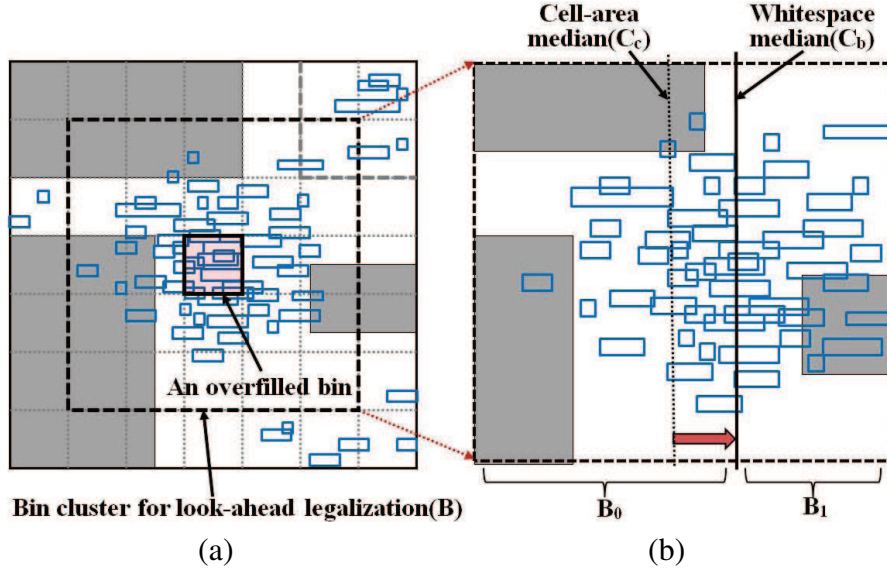 Cell-area
median(Cc)
Whitespace
median(Cb)
An overfilled bin
Bin cluster for look-ahead legalization(B)
B0
B1
(a)
(b)